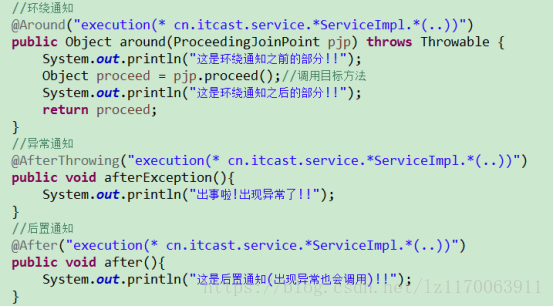 //环绕通知
@Around("execution(* cn.itcast.service.*ServiceImpl.*(..))")
public Object around(ProceedingJoinPoint pjp) throws Throwable {
System.out.println("这是环绕通知之前的部分!!");
Object proceed = pjp.proceed();//调用目标方法
System.out.println("这是环绕通知之后的部分!!");
return proceed;
}
//异常通知
@AfterThrowing("execution(* cn.itcast.service.*ServiceImpl.*(..))")
public void afterException(){
System.out.println("出事啦!出现异常了!!");
}
//后置通知
@After("execution(* cn.itcast.service.*ServiceImpl.*(..))")
public void after(){
System.out.println("这是后置通知(出现异常也会调用)!!");
}
https://blog.csdn.net/lz1170063911